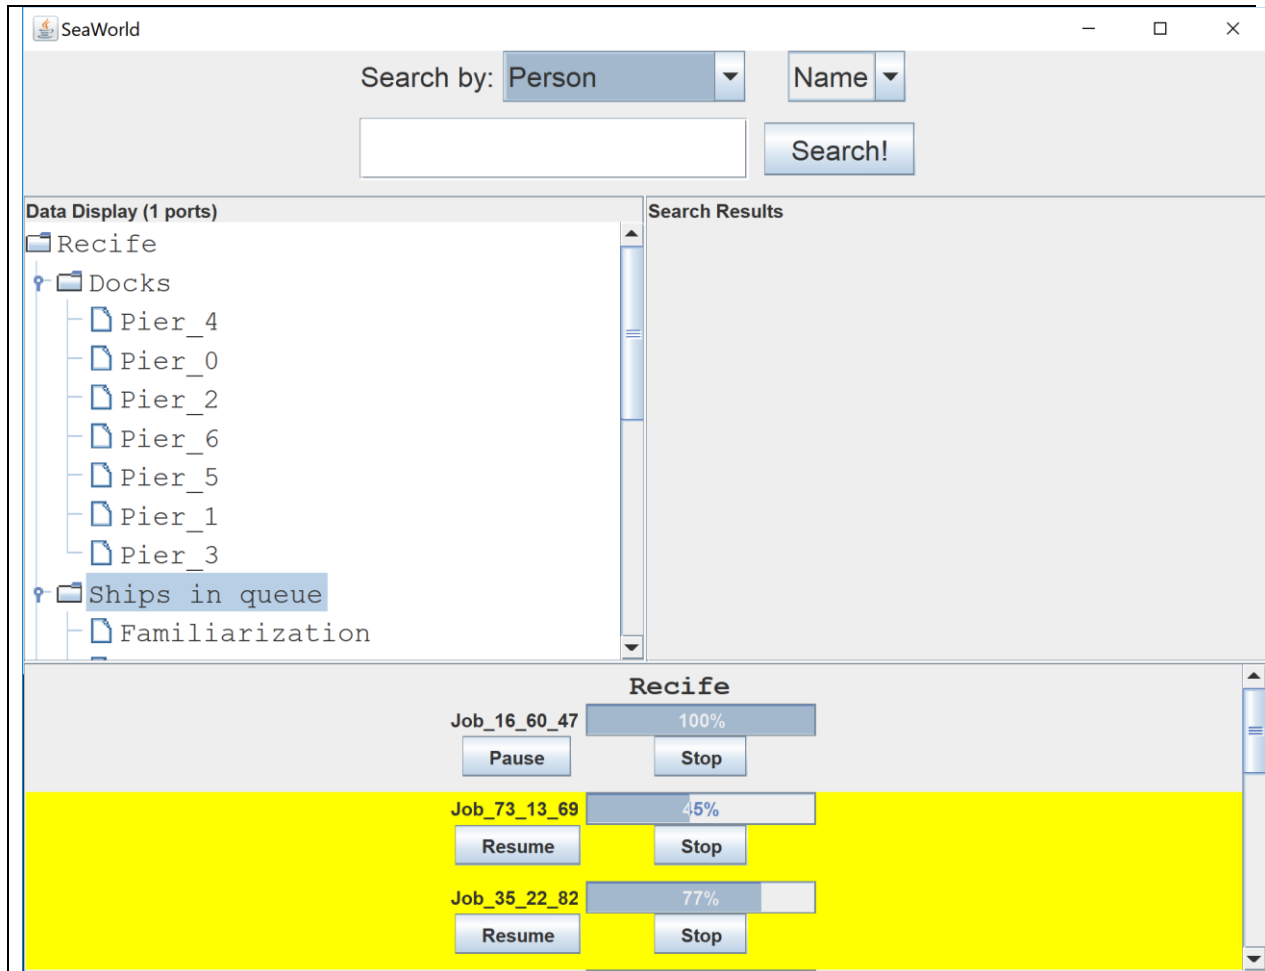 SeaWorld
Search by: Person Name
Search!
Data Display (1 ports)
Recife
Docks
Pier_4
Pier_0
Pier_2
Pier_6
Pier_5
Pier_1
Pier_3
Ships in queue
Familiarization
Search Results
Recife
Job_16_60_47 100%
Pause Stop
Job_73_13_69 45%
Resume Stop
Job_35_22_82 77%
Resume Stop